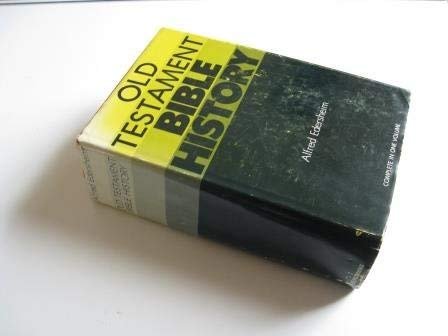 OLD
TESTAMENT
BIBLE
HISTORY
Alfred Edersheim
COMPLETE IN ONE VOLUME
Alfred Edersheim
OLD TESTAMENT
BIBLE HISTORY